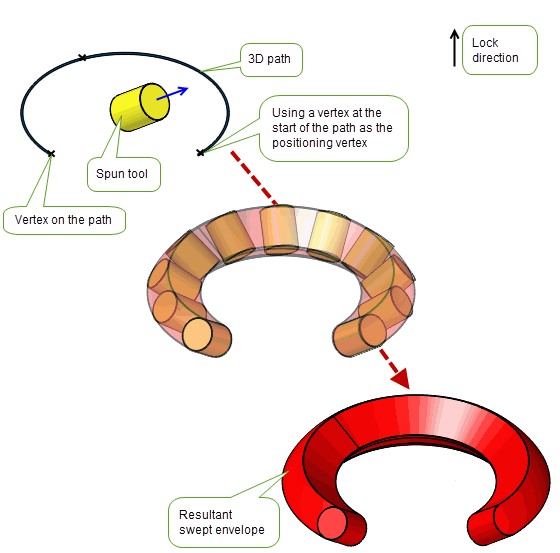 Lock
direction
3D path
Using a vertex at the
start of the path as the
positioning vertex
Spun tool
Vertex on the path
Resultant
swept envelope